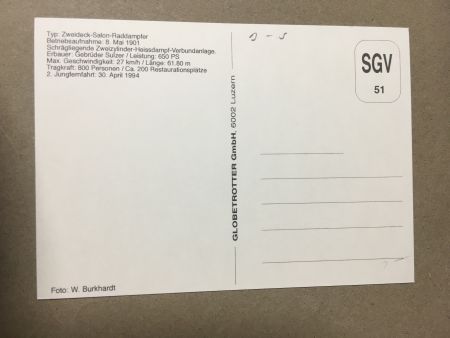 Typ: Zweideck-Salon-Raddampfer
Betriebsaufnahme: 8. Mai 1901
Schrägliegende Zweizylinder-Heissdampf-Verbundanlage.
Erbauer: Gebrüder Sulzer / Leistung: 650 PS
Max. Geschwindigkeit: 27 km/h / Länge: 61.80 m
Tragkraft: 800 Personen / Ca. 200 Restaurationsplätze
2. Jungfernfahrt: 30. April 1994
Foto: W. Burkhardt
GLOBETROTTER GmbH, 6002 Luzern
SGV
51